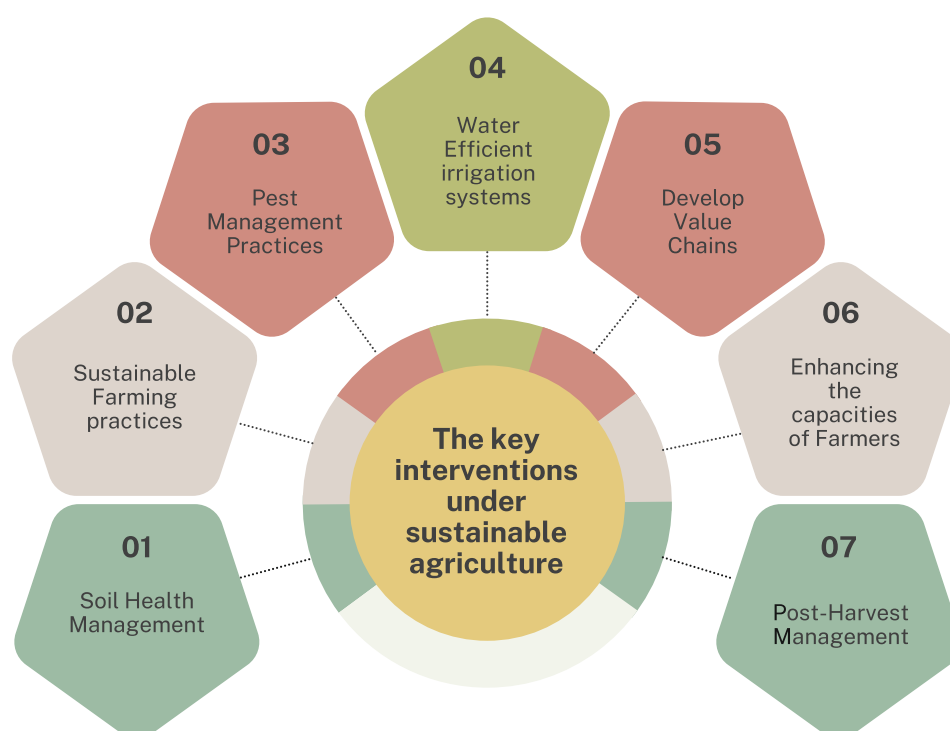 04
Water
Efficient
irrigation
systems
03
Pest
Management
Practices
05
Develop
Value
Chains
02
Sustainable
Farming
practices
06
Enhancing
the
capacities
of Farmers
The key
interventions
under
sustainable
agriculture
01
Soil Health
Management
07
Post-Harvest
Management